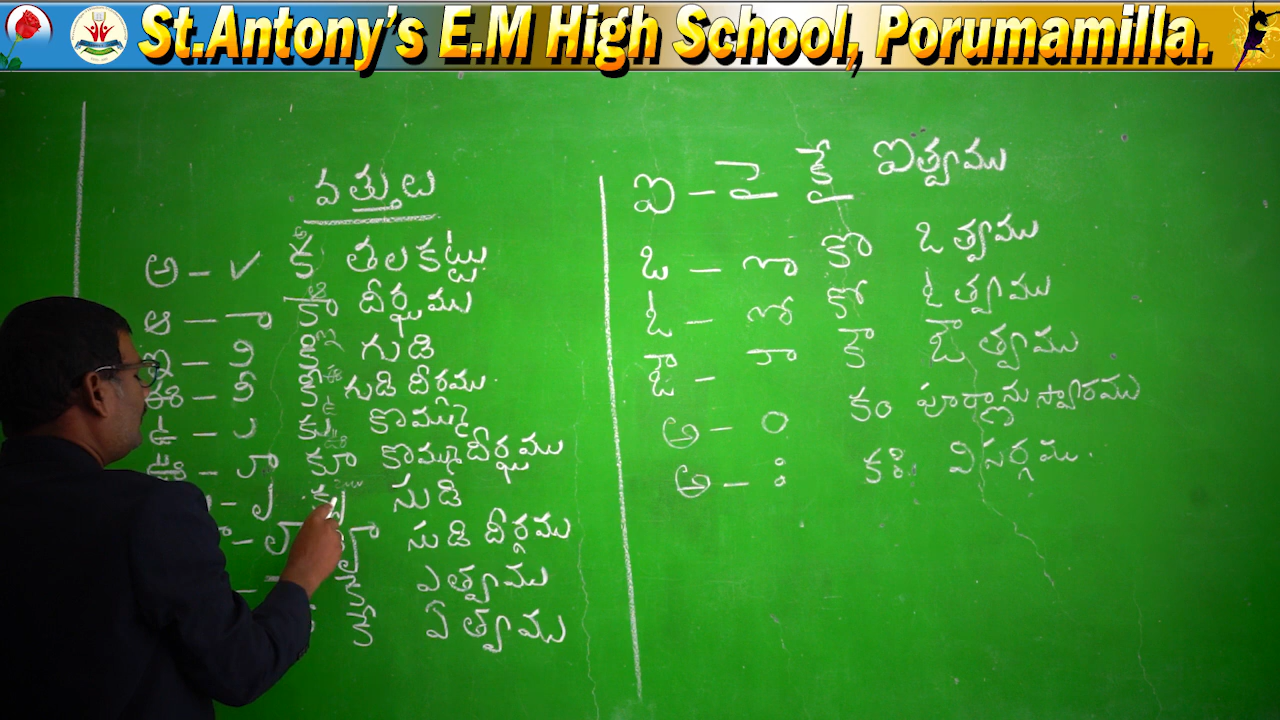 St.Antony's E.M High School, Porumamilla.
వత్తులు
అ – ✓ క తలకట్టు
ఆ – ా కా దీర్ఘము
ఇ – ి కి గుడి
ఈ – ీ కీ గుడి దీర్ఘము.
ఉ – ు కు కొమ్ము
ఊ – ూ కూ కొమ్ము దీర్ఘము
– ృ కృ సుడి
– ౄ కౄ సుడి దీర్ఘము
– కె ఎత్వము
కే ఏత్వము
ఐ – ై కై ఐత్వము
ఒ – ొ కొ ఒత్వము
ఓ – ో కో ఓత్వము
ఔ – ౌ కౌ ఔత్వము
అ – ం కం పూర్ణానుస్వారము
అ – ః కః విసర్గము.